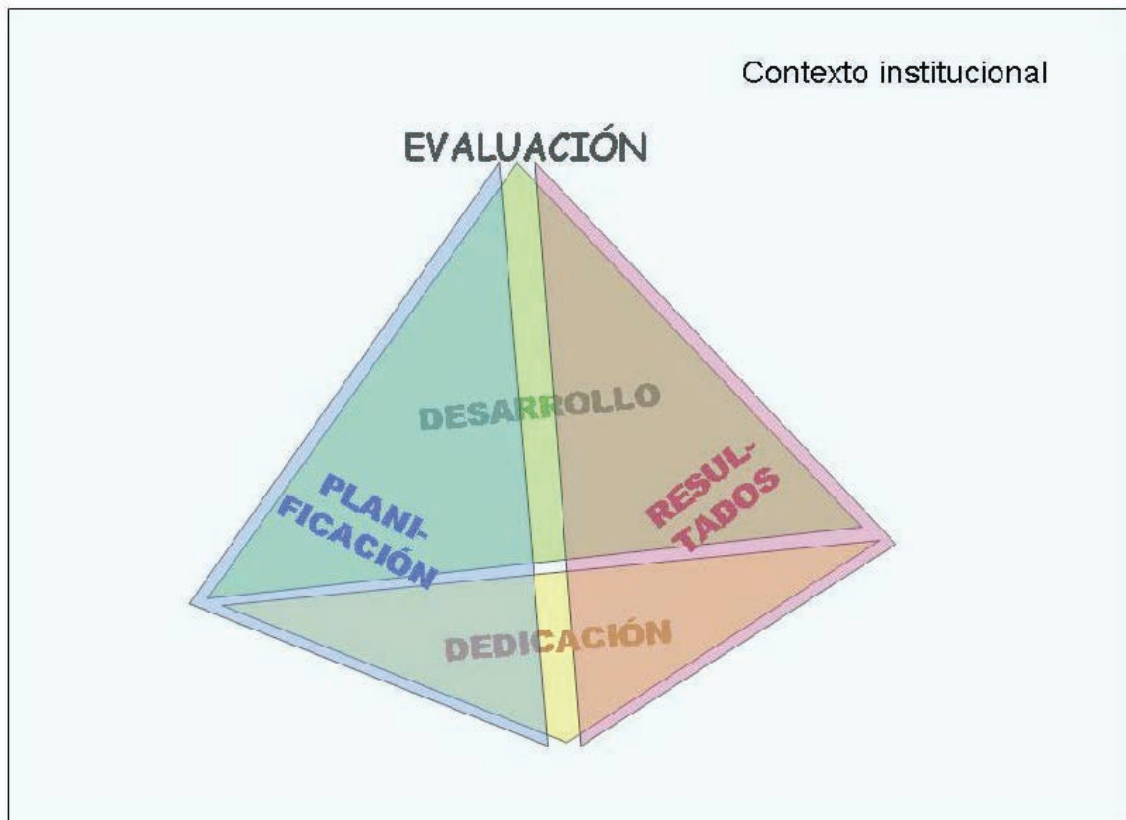 Contexto institucional
EVALUACIÓN
DESARROLLO
PLANI-
FICACIÓN
RESUL-
TADOS
DEDICACIÓN